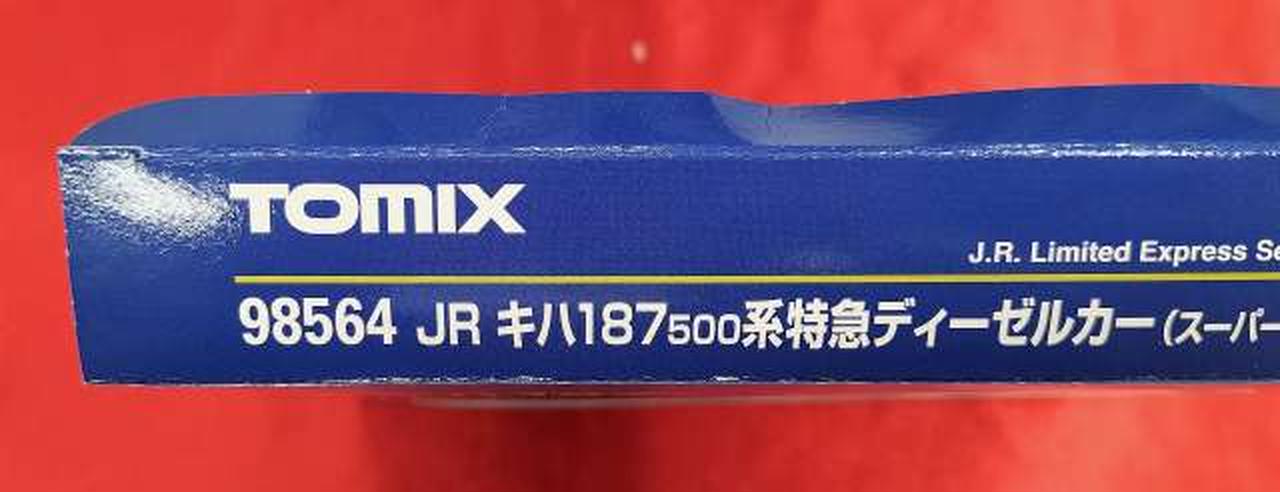 TOMIX
J.R. Limited Express Se
98564 JR キハ187500系特急ディーゼルカー(スーパー